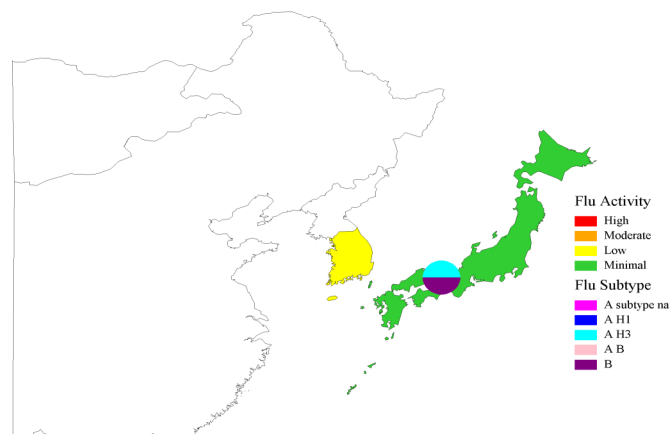 Flu Activity
High
Moderate
Low
Minimal
Flu Subtype
A subtype na
A H1
A H3
A B
B